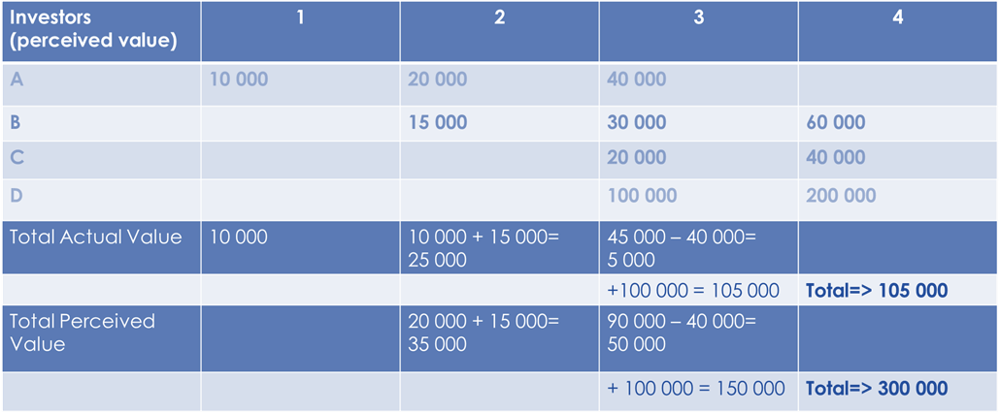 Investors (perceived value) 1 2 3 4
A 10 000 20 000 40 000
B 15 000 30 000 60 000
C 20 000 40 000
D 100 000 200 000
Total Actual Value 10 000 10 000 + 15 000= 25 000 45 000 – 40 000= 5 000
+100 000 = 105 000 Total=> 105 000
Total Perceived Value 20 000 + 15 000= 35 000 90 000 – 40 000= 50 000
+ 100 000 = 150 000 Total=> 300 000